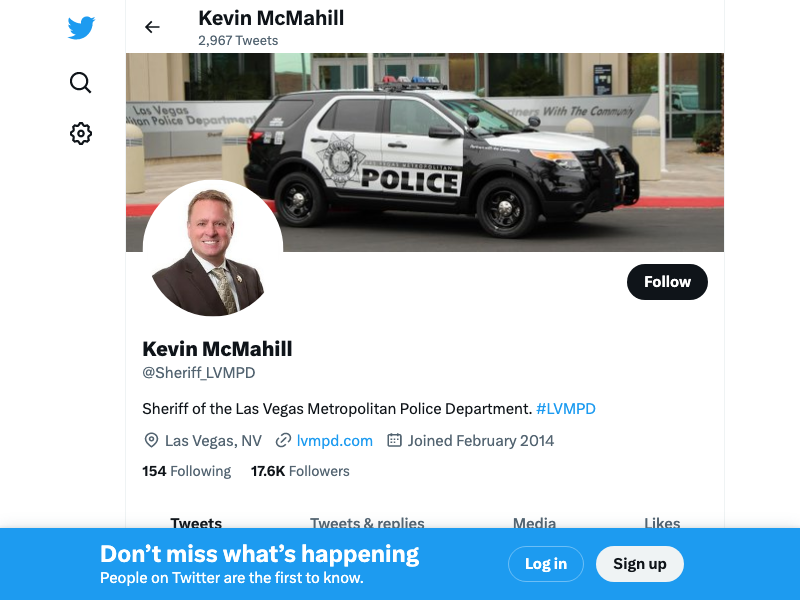 Kevin McMahill
2,967 Tweets
Las Vegas
itan Police Department
Partners With The Community
LAS VEGAS METROPOLITAN
POLICE
Follow
Kevin McMahill
@Sheriff_LVMPD
Sheriff of the Las Vegas Metropolitan Police Department. #LVMPD
Las Vegas, NV lvmpd.com Joined February 2014
154 Following 17.6K Followers
Tweets Tweets & replies Media Likes
Don’t miss what’s happening
People on Twitter are the first to know.
Log in Sign up